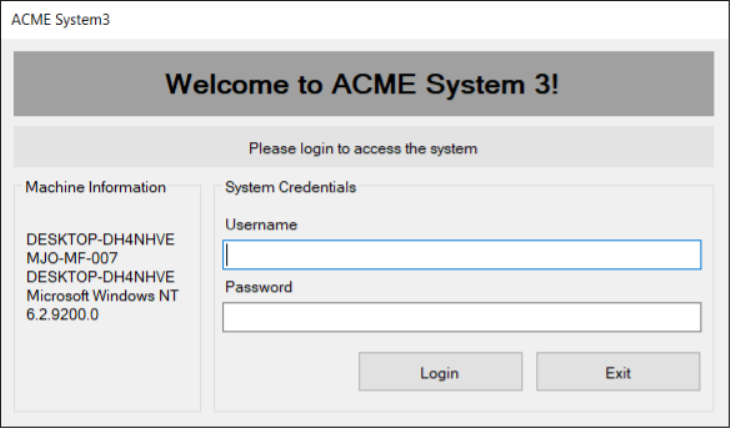 ACME System3
Welcome to ACME System 3!
Please login to access the system
Machine Information
DESKTOP-DH4NHVE
MJO-MF-007
DESKTOP-DH4NHVE
Microsoft Windows NT
6.2.9200.0
System Credentials
Username
Password
Login
Exit